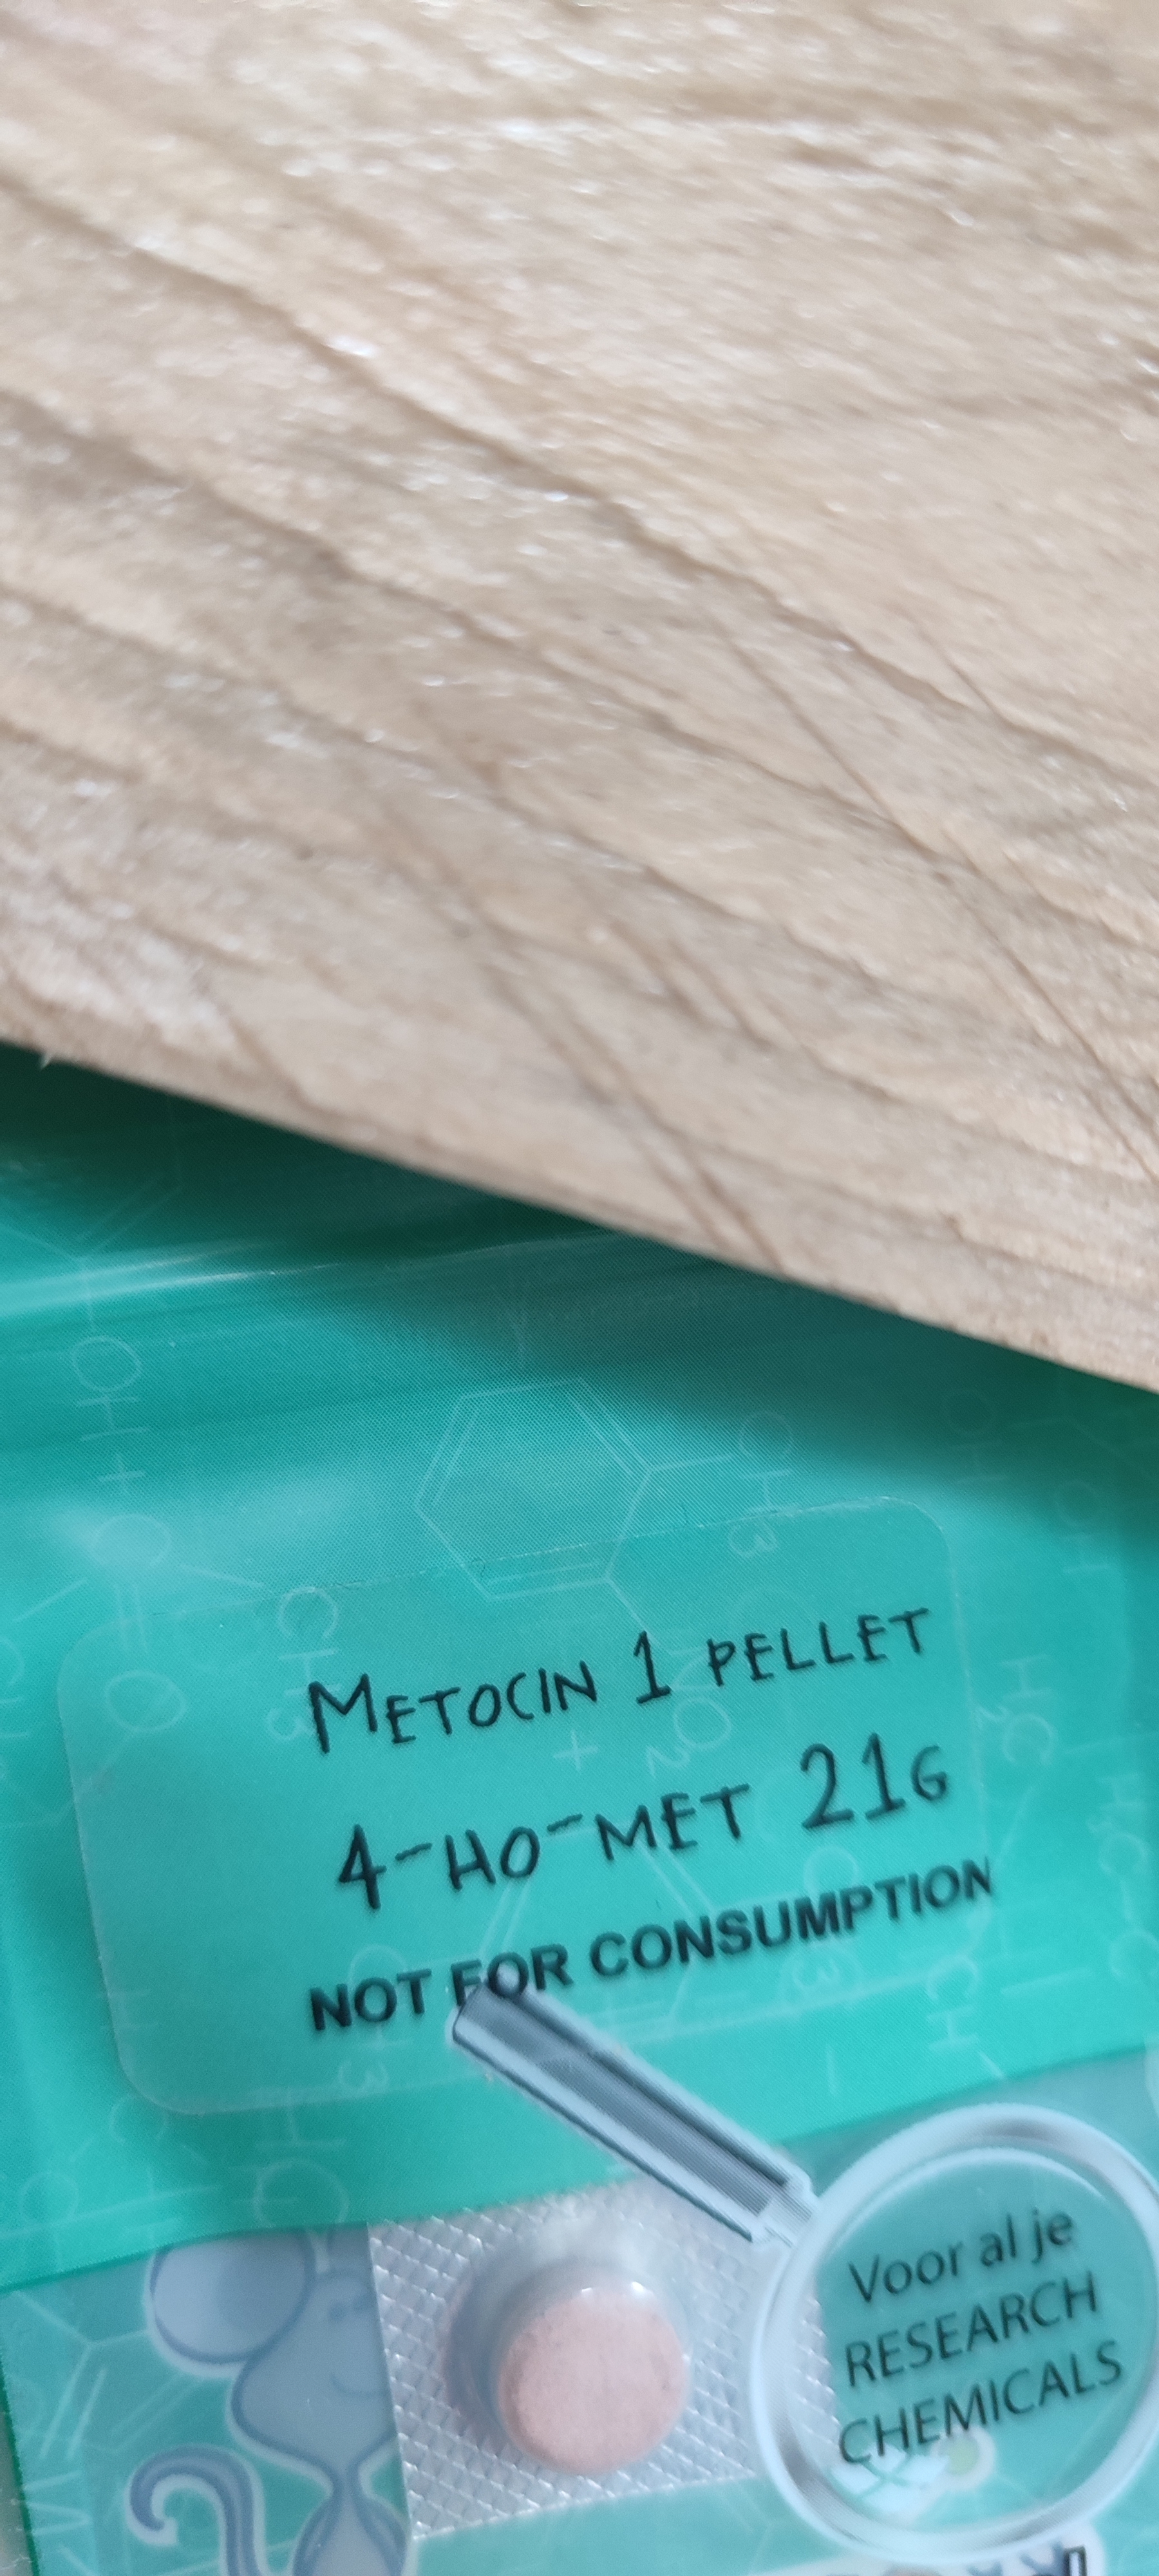 METOCIN 1 PELLET
4-HO-MET 21G
NOT FOR CONSUMPTION
Voor al je
RESEARCH
CHEMICALS